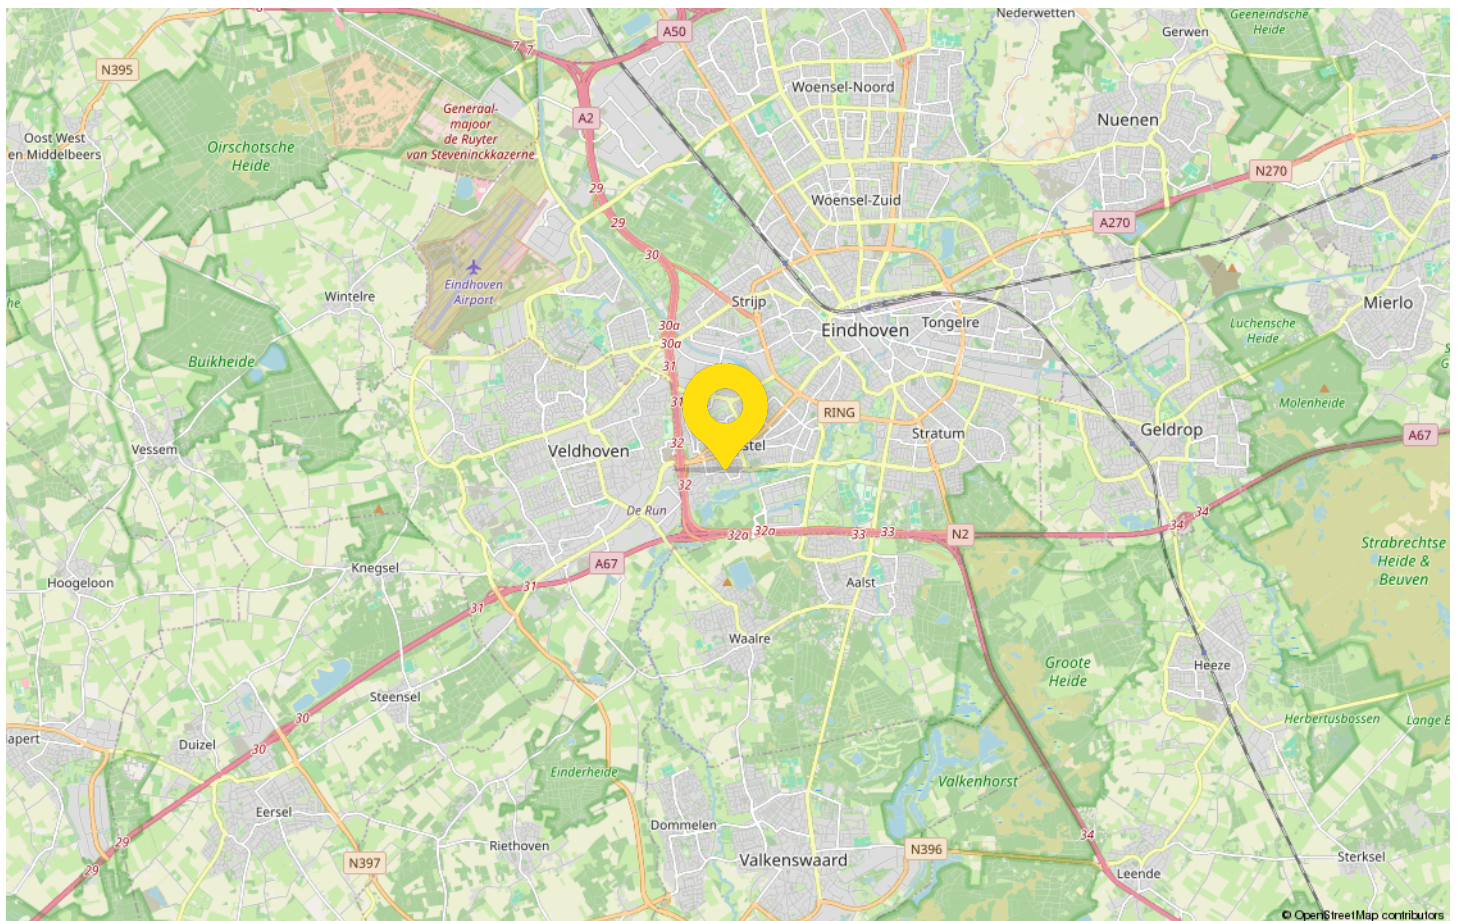 Nederwetten
Geeneindsche
Heide
Gerwen
7
7
A50
N395
Woensel-Noord
Generaal-
majoor
de Ruyter
van Steveninckkazerne
A2
Nuenen
Oost West
en Middelbeers
Oirschotsche
Heide
N270
29
Woensel-Zuid
A270
29
30
Eindhoven
Airport
Wintelre
Strijp
Mierlo
Eindhoven
Tongelre
30a
30a
Luchensche
Heide
Buikheide
31
31
Molenheide
RING
Geldrop
Stratum
A67
32
stel
Vessem
Veldhoven
32
De Run
34
34
32a
32a
33
33
N2
Strabrechtse
Heide &
Beuven
A67
Knegsel
Hoogeloon
Aalst
31
31
Waalre
Groote
Heide
Heeze
Steensel
30
Herbertusbossen
Lange
apert
Duizel
30
Einderheide
Valkenhorst
Eersel
Dommelen
34
29
Riethoven
N396
Valkenswaard
Sterksel
N397
29
Leende
© OpenStreetMap contributors